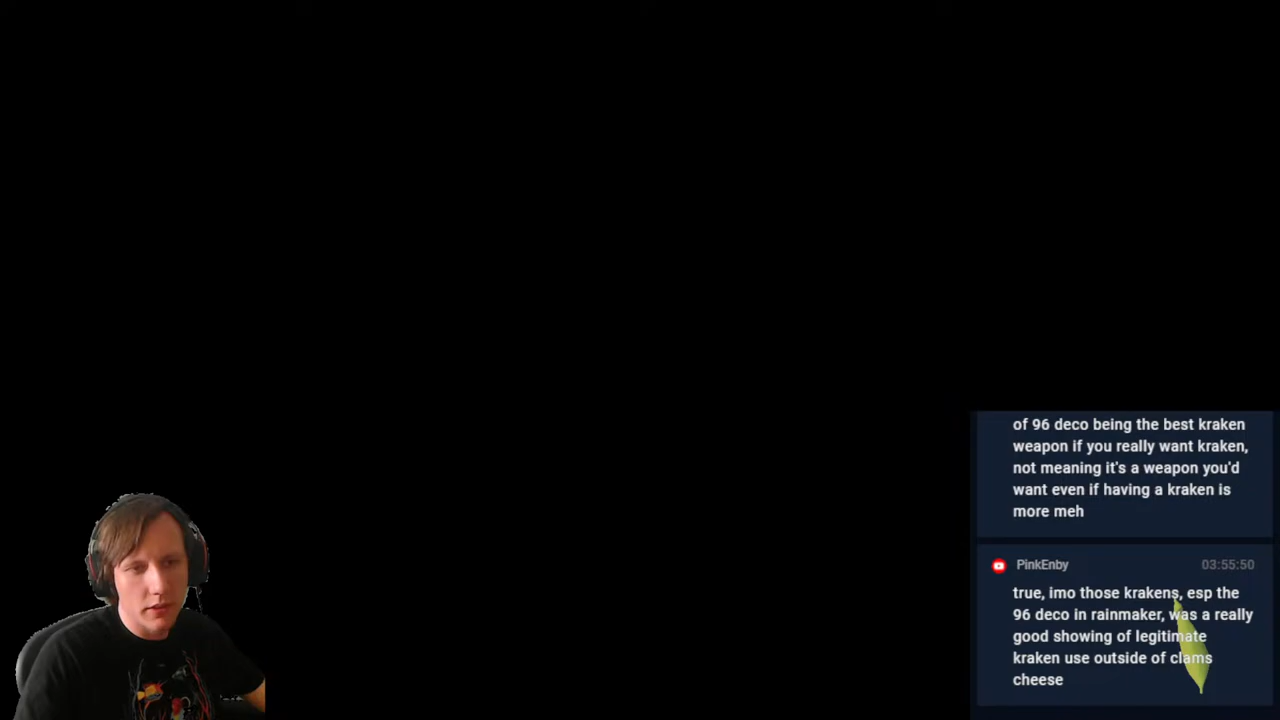 of 96 deco being the best kraken
weapon if you really want kraken,
not meaning it's a weapon you'd
want even if having a kraken is
more meh
PinkEnby 03:55:50
true, imo those krakens, esp the
96 deco in rainmaker, was a really
good showing of legitimate
kraken use outside of clams
cheese